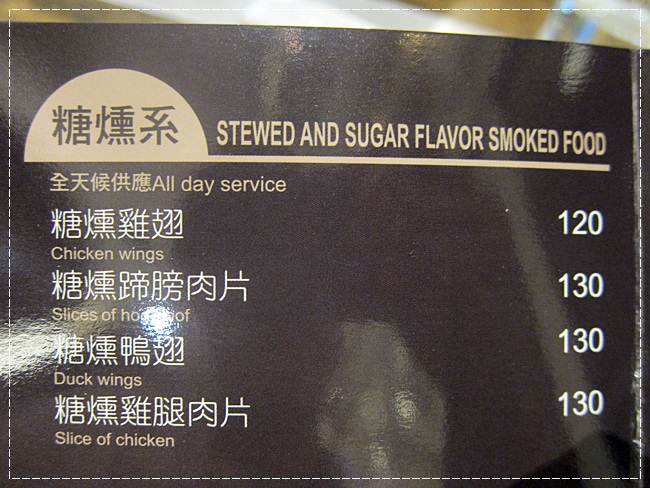 糖燻系 STEWED AND SUGAR FLAVOR SMOKED FOOD
全天候供應All day service
糖燻雞翅 120
Chicken wings
糖燻蹄膀肉片 130
Slices of
糖燻鴨翅 130
Duck wings
糖燻雞腿肉片 130
Slice of chicken